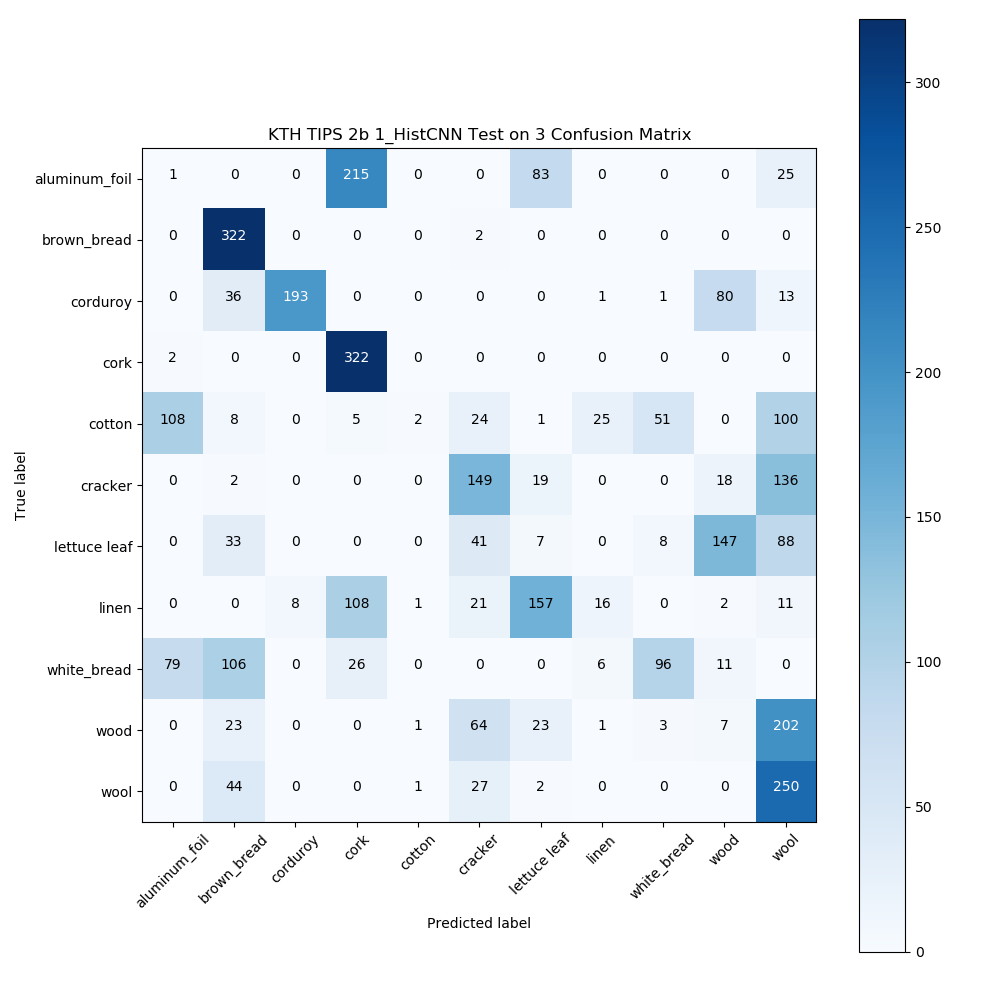 KTH TIPS 2b 1_HistCNN Test on 3 Confusion Matrix
aluminum_foil 1 0 0 215 0 0 83 0 0 0 25
brown_bread 0 322 0 0 0 2 0 0 0 0 0
corduroy 0 36 193 0 0 0 0 1 1 80 13
cork 2 0 0 322 0 0 0 0 0 0 0
cotton 108 8 0 5 2 24 1 25 51 0 100
cracker 0 2 0 0 0 149 19 0 0 18 136
lettuce leaf 0 33 0 0 0 41 7 0 8 147 88
linen 0 0 8 108 1 21 157 16 0 2 11
white_bread 79 106 0 26 0 0 0 6 96 11 0
wood 0 23 0 0 1 64 23 1 3 7 202
wool 0 44 0 0 1 27 2 0 0 0 250
aluminum_foil brown_bread corduroy cork cotton cracker lettuce leaf linen white_bread wood wool
Predicted label
True label
300
250
200
150
100
50
0